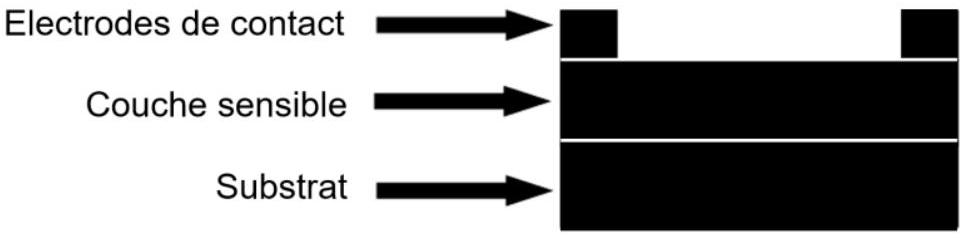 Electrodes de contact
Couche sensible
Substrat